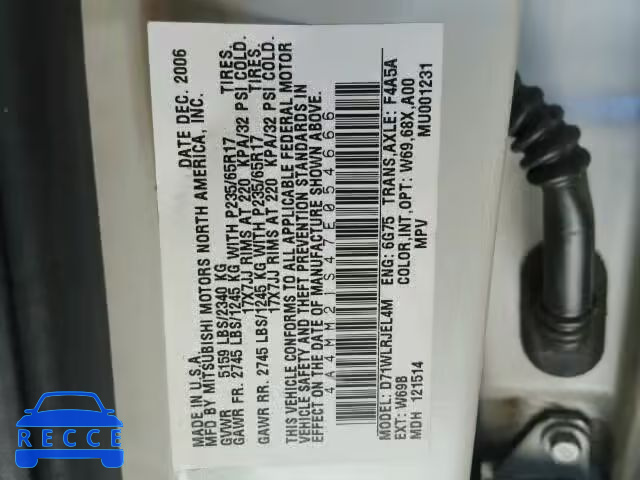 MADE IN U.S.A. DATE DEC. 2006
MFD BY MITSUBISHI MOTORS NORTH AMERICA, INC.
GVWR 5159 LBS/2340 KG
GAWR FR. 2745 LBS/1245 KG WITH P235/65R17 TIRES.
17X7JJ RIMS AT 220 KPA/32 PSI COLD.
GAWR RR. 2745 LBS/1245 KG WITH P235/65R17 TIRES.
17X7JJ RIMS AT 220 KPA/32 PSI COLD.
THIS VEHICLE CONFORMS TO ALL APPLICABLE FEDERAL MOTOR
VEHICLE SAFETY AND THEFT PREVENTION STANDARDS IN
EFFECT ON THE DATE OF MANUFACTURE SHOWN ABOVE.
4A4MM21S47E054666
MODEL: D71WLRJEL4M ENG: 6G75 TRANS,AXLE: F4A5A
EXT: W69B COLOR,INT,OPT: W69,68X,A00
MDH 121514 MPV MU001231
RECCE